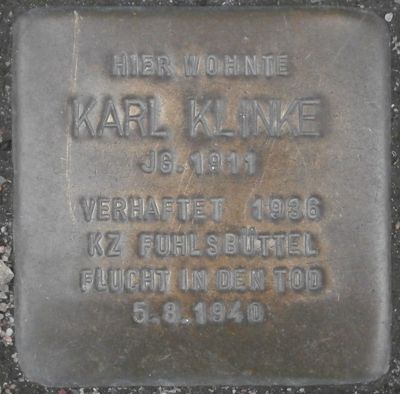 HIER WOHNTE
KARL KLINKE
JG. 1911
VERHAFTET 1936
KZ FUHLSBÜTTEL
FLUCHT IN DEN TOD
5.8.1940